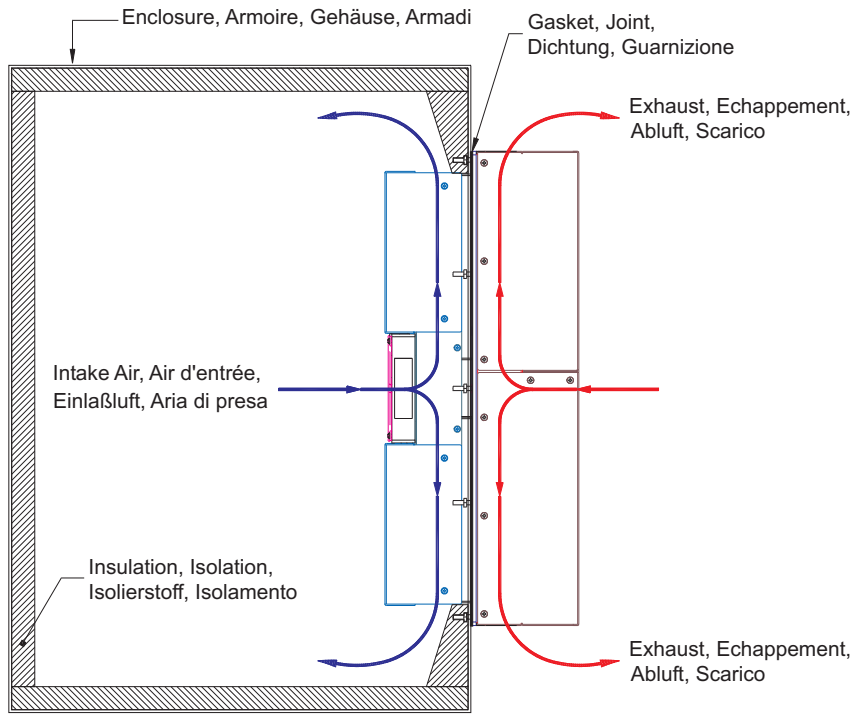 Enclosure, Armoire, Gehäuse, Armadi
Gasket, Joint,
Dichtung, Guarnizione
Exhaust, Echappement,
Abluft, Scarico
Intake Air, Air d'entrée,
Einlaßluft, Aria di presa
Insulation, Isolation,
Isolierstoff, Isolamento
Exhaust, Echappement,
Abluft, Scarico